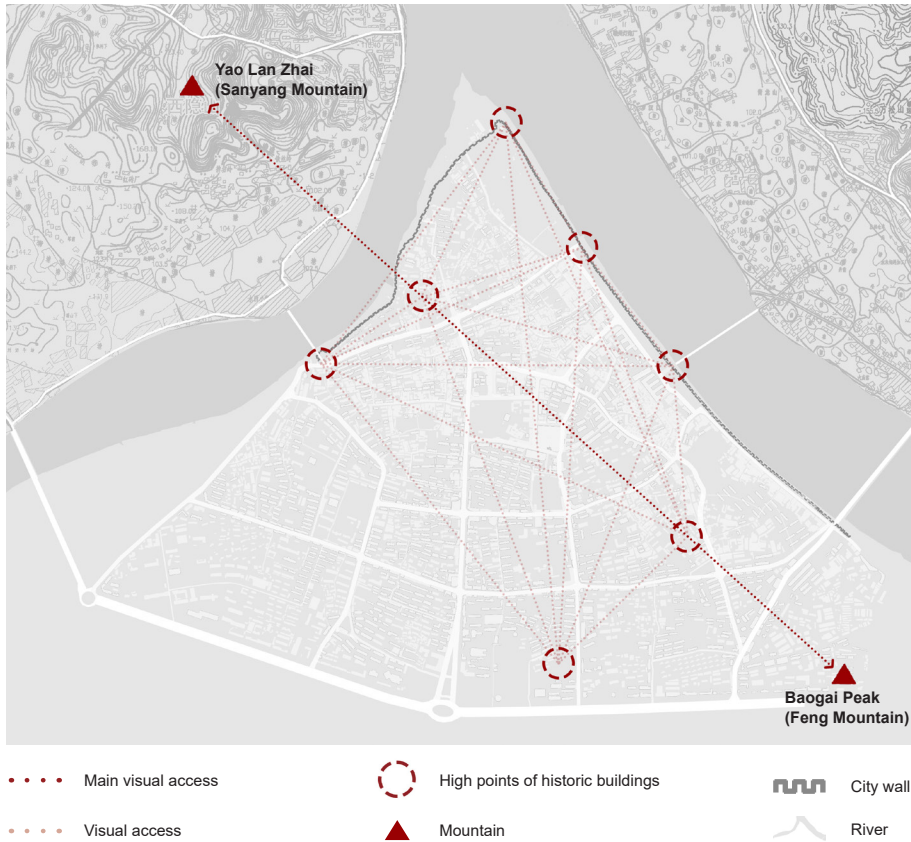 Yao Lan Zhai
(Sanyang Mountain)
Baogai Peak
(Feng Mountain)
Main visual access
High points of historic buildings
City wall
Visual access
Mountain
River